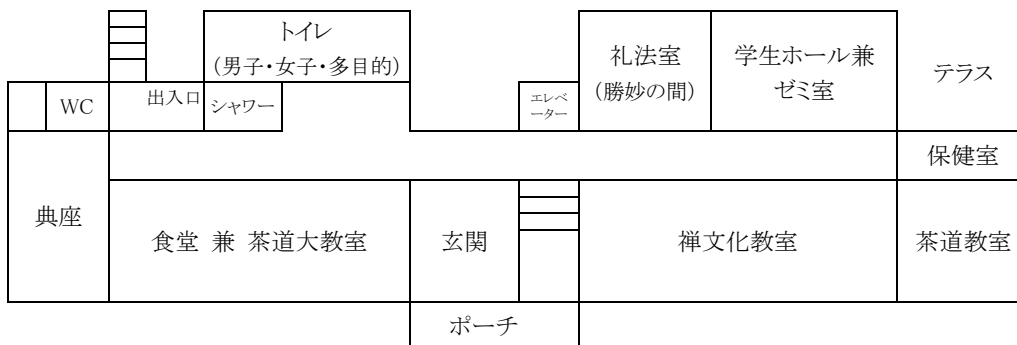 トイレ
(男子・女子・多目的)
礼法室
(勝妙の間)
学生ホール兼
ゼミ室
テラス
WC
出入口
シャワー
エレベ
ーター
保健室
典座
食堂 兼 茶道大教室
玄関
禅文化教室
茶道教室
ポーチ